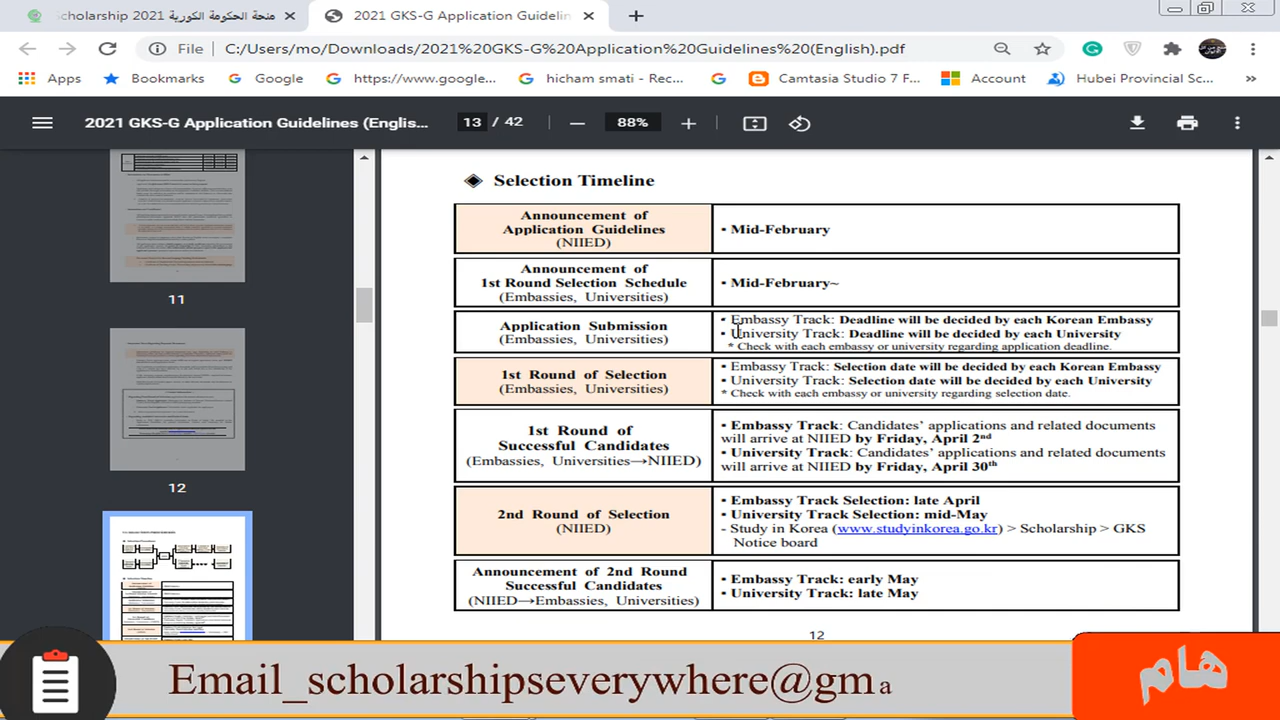 منحة الحكومة الكورية 2021 Scholarship
2021 GKS-G Application Guidelin
File
C:/Users/mo/Downloads/2021%20GKS-G%20Application%20Guidelines%20(English).pdf
Apps
Bookmarks
Google
https://www.google...
hicham smati - Rec...
Camtasia Studio 7 F...
Account
Hubei Provincial Sc...
»
2021 GKS-G Application Guidelines (Englis...
13 / 42
88%
11
12
◈ Selection Timeline
Announcement of
Application Guidelines
(NIIED)
• Mid-February
Announcement of
1st Round Selection Schedule
(Embassies, Universities)
• Mid-February~
Application Submission
(Embassies, Universities)
• Embassy Track: Deadline will be decided by each Korean Embassy
• University Track: Deadline will be decided by each University
* Check with each embassy or university regarding application deadline.
1st Round of Selection
(Embassies, Universities)
• Embassy Track: Selection date will be decided by each Korean Embassy
• University Track: Selection date will be decided by each University
* Check with each embassy or university regarding selection date.
1st Round of
Successful Candidates
(Embassies, Universities→NIIED)
• Embassy Track: Candidates' applications and related documents
will arrive at NIIED by Friday, April 2nd
• University Track: Candidates' applications and related documents
will arrive at NIIED by Friday, April 30th
2nd Round of Selection
(NIIED)
• Embassy Track Selection: late April
• University Track Selection: mid-May
- Study in Korea (www.studyinkorea.go.kr) > Scholarship > GKS
Notice board
Announcement of 2nd Round
Successful Candidates
(NIIED→Embassies, Universities)
• Embassy Track: early May
• University Track: late May
12
Email_scholarshipseverywhere@gma
هام